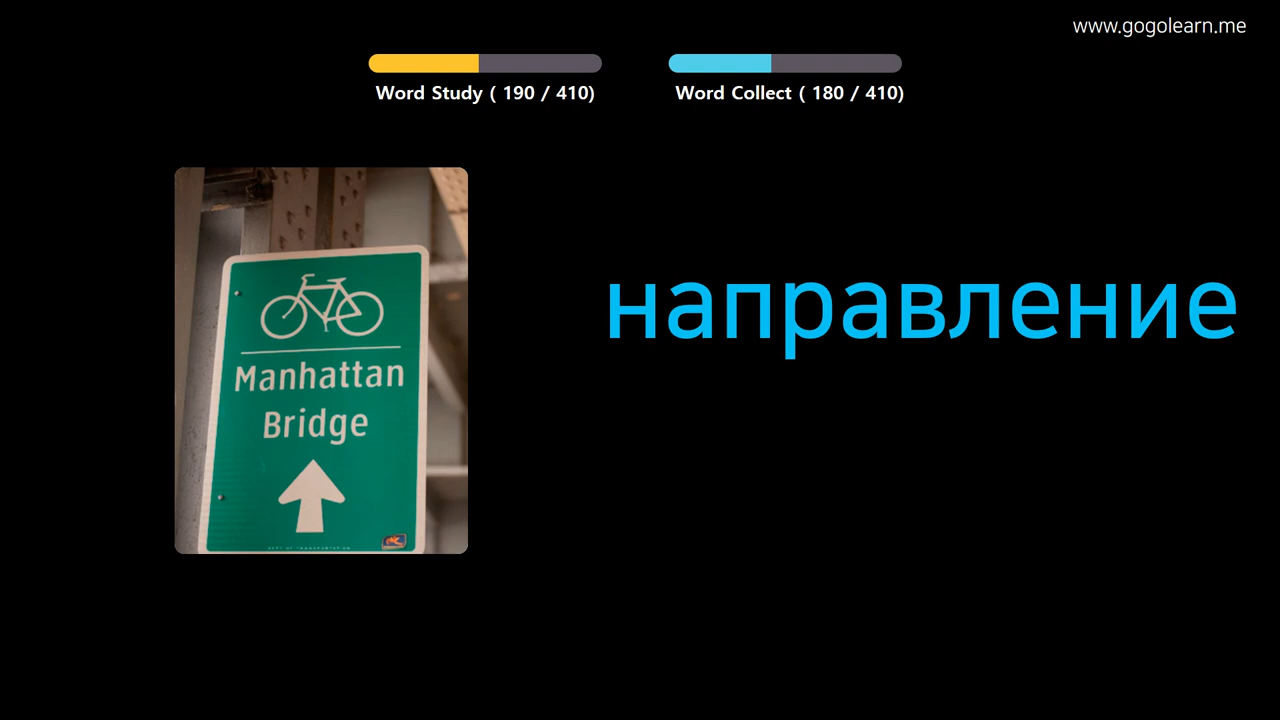 www.gogolearn.me
Word Study ( 190 / 410)
Word Collect ( 180 / 410)
направление
Manhattan
Bridge